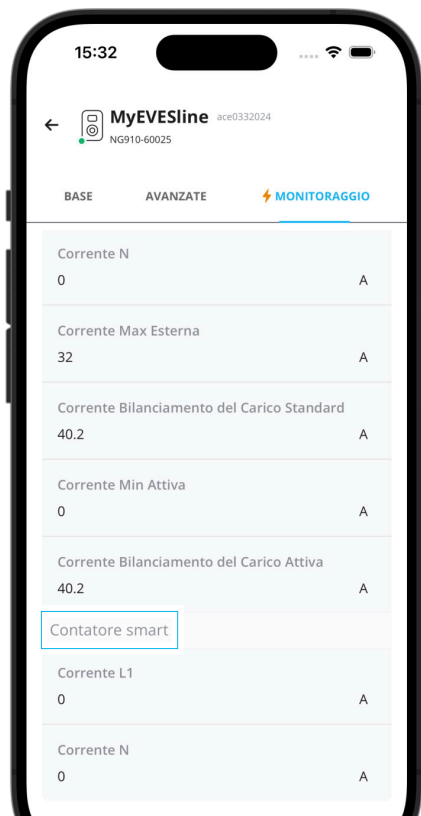 15:32
MyEVESline ace0332024
NG910-60025
BASE AVANZATE MONITORAGGIO
Corrente N
0 A
Corrente Max Esterna
32 A
Corrente Bilanciamento del Carico Standard
40.2 A
Corrente Min Attiva
0 A
Corrente Bilanciamento del Carico Attiva
40.2 A
Contatore smart
Corrente L1
0 A
Corrente N
0 A